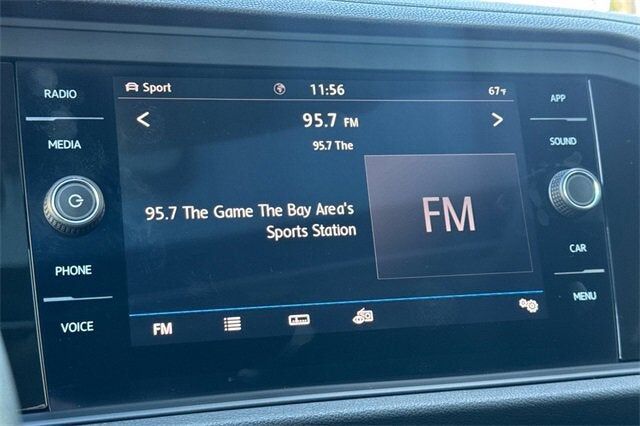 RADIO
MEDIA
PHONE
VOICE
Sport
11:56
67°F
95.7 FM
95.7 The
95.7 The Game The Bay Area's
Sports Station
FM
FM
APP
SOUND
CAR
MENU